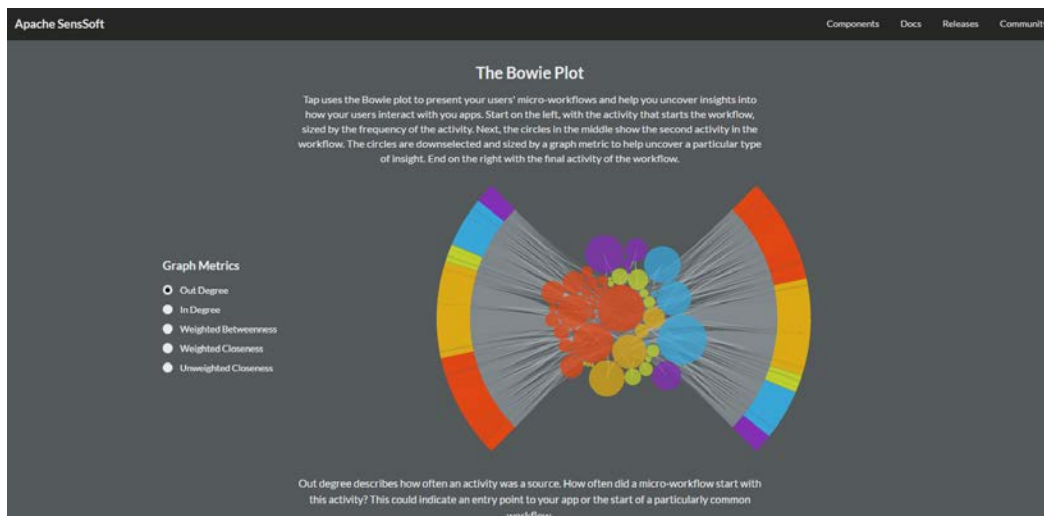 Apache SensSoft
Components Docs Releases Community
The Bowie Plot
Tap uses the Bowie plot to present your users' micro-workflows and help you uncover insights into
how your users interact with you apps. Start on the left, with the activity that starts the workflow,
sized by the frequency of the activity. Next, the circles in the middle show the second activity in the
workflow. The circles are downselected and sized by a graph metric to help uncover a particular type
of insight. End on the right with the final activity of the workflow.
Graph Metrics
Out Degree
In Degree
Weighted Betweenness
Weighted Closeness
Unweighted Closeness
Out degree describes how often an activity was a source. How often did a micro-workflow start with
this activity? This could indicate an entry point to your app or the start of a particularly common
workflow.